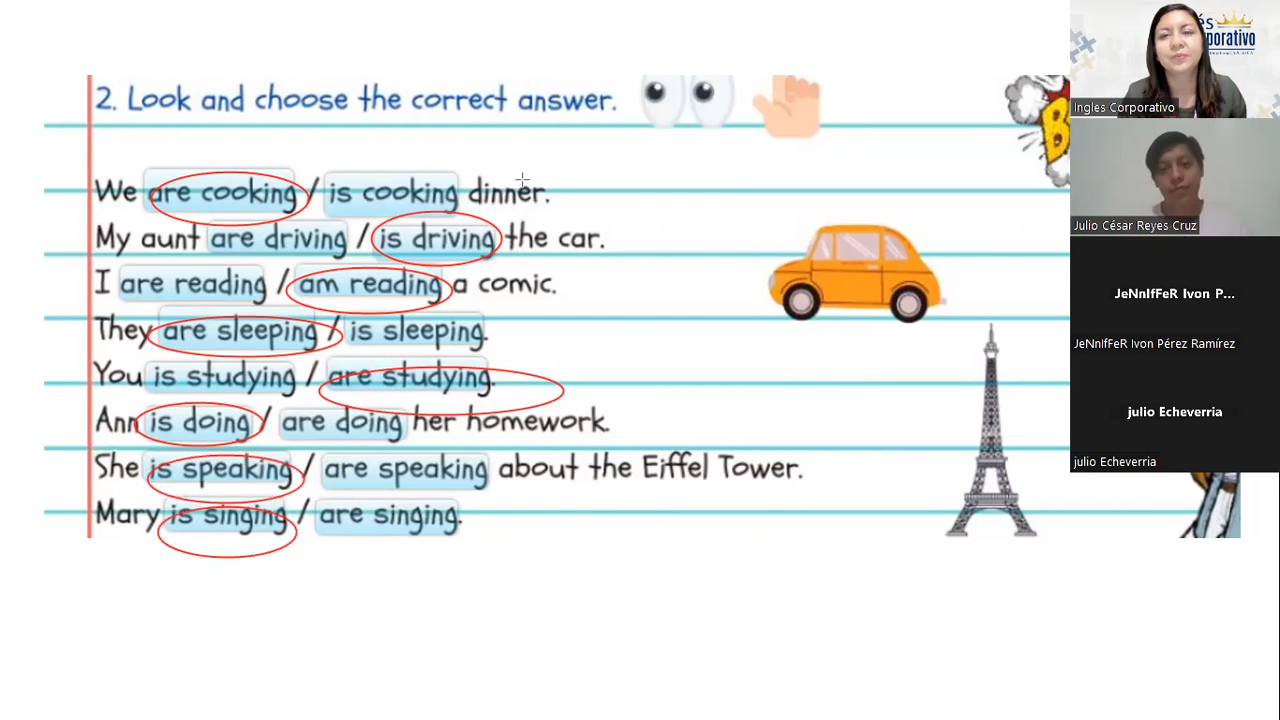 2. Look and choose the correct answer.
We are cooking / is cooking dinner.
My aunt are driving / is driving the car.
I are reading / am reading a comic.
They are sleeping / is sleeping.
You is studying / are studying.
Ann is doing / are doing her homework.
She is speaking / are speaking about the Eiffel Tower.
Mary is singing / are singing.
Ingles Corporativo
Julio César Reyes Cruz
JeNnIfFeR Ivon P...
JeNnIfFeR Ivon Pérez Ramírez
julio Echeverria
julio Echeverria